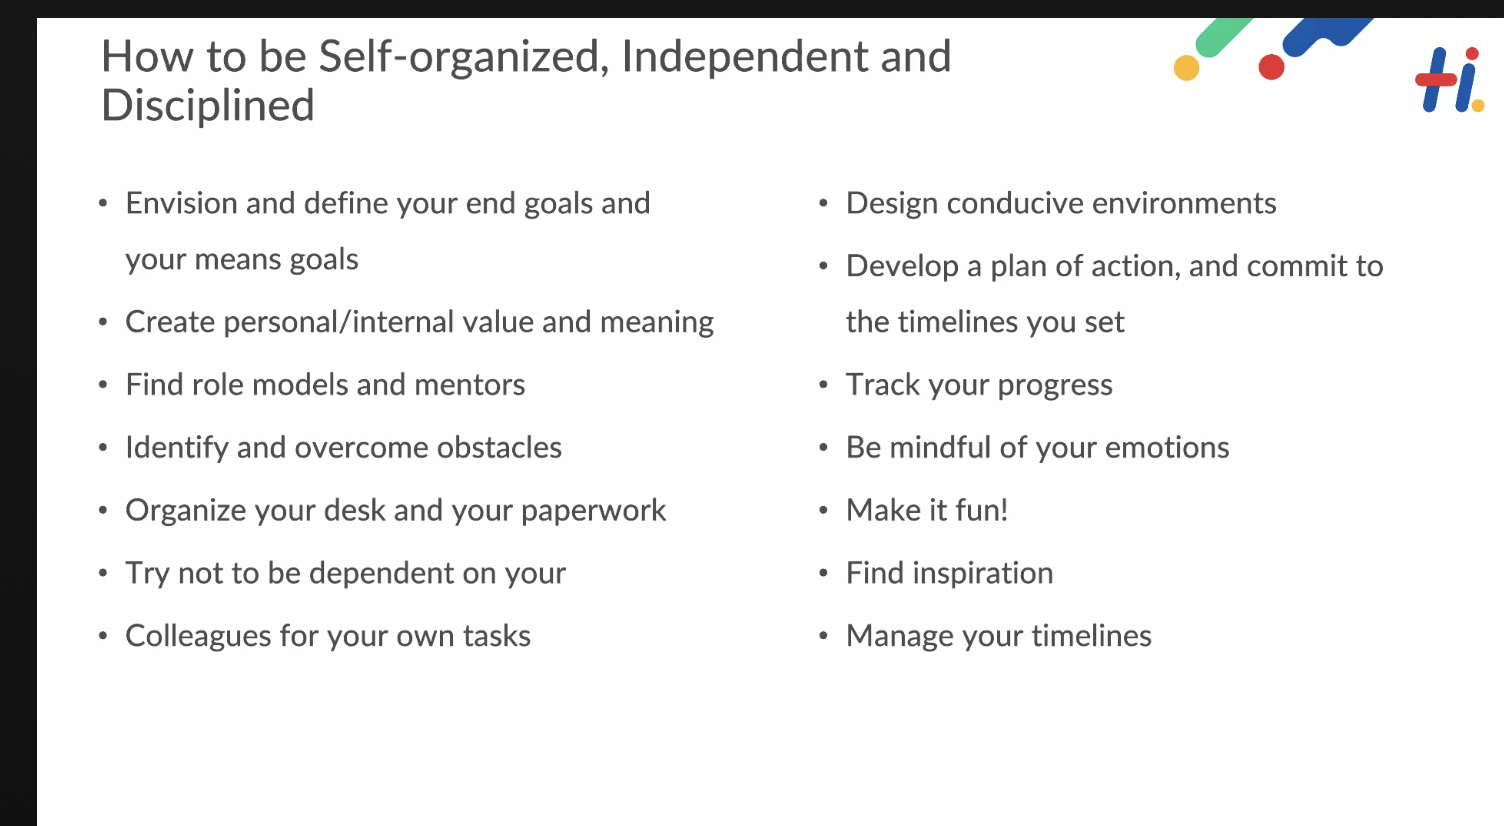 How to be Self-organized, Independent and
Disciplined
Hi.
• Envision and define your end goals and
your means goals
• Create personal/internal value and meaning
• Find role models and mentors
• Identify and overcome obstacles
• Organize your desk and your paperwork
• Try not to be dependent on your
• Colleagues for your own tasks
• Design conducive environments
• Develop a plan of action, and commit to
the timelines you set
• Track your progress
• Be mindful of your emotions
• Make it fun!
• Find inspiration
• Manage your timelines